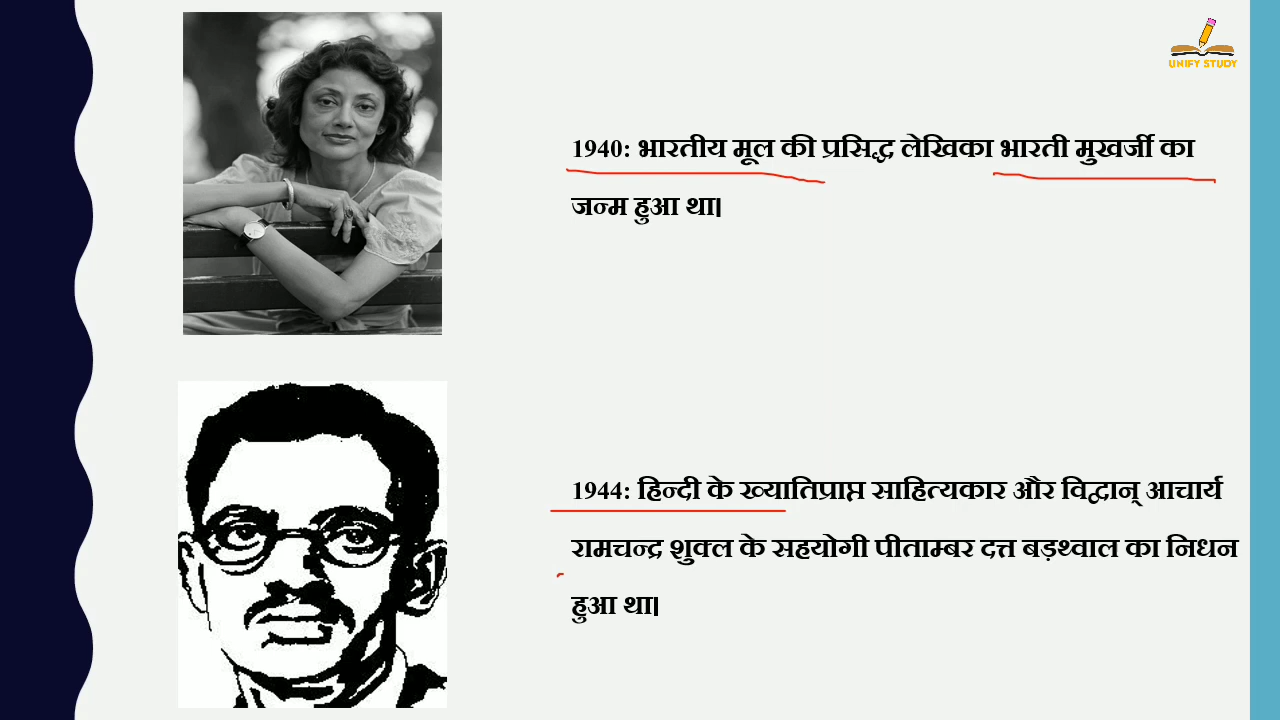 UNIFY STUDY
1940: भारतीय मूल की प्रसिद्ध लेखिका भारती मुखर्जी का
जन्म हुआ था।
1944: हिन्दी के ख्यातिप्राप्त साहित्यकार और विद्वान् आचार्य
रामचन्द्र शुक्ल के सहयोगी पीताम्बर दत्त बड़थ्वाल का निधन
हुआ था।